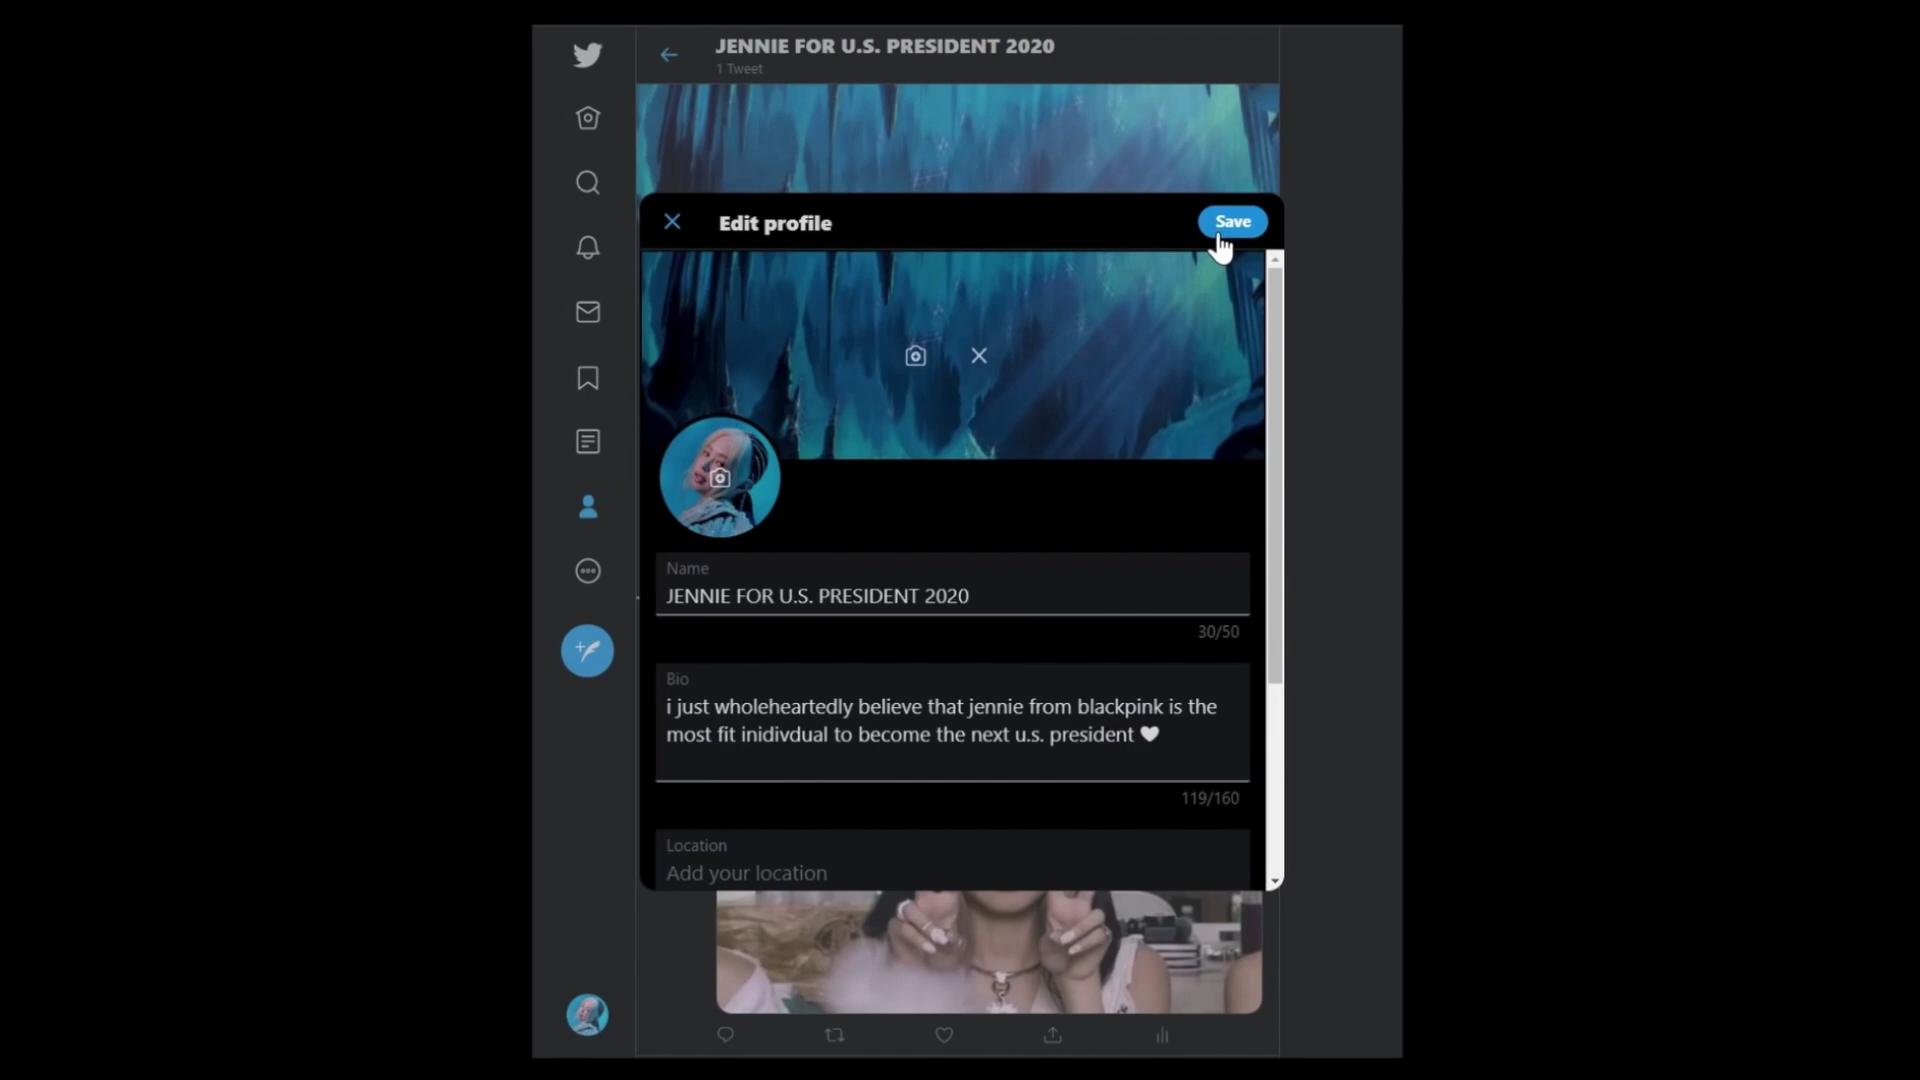 JENNIE FOR U.S. PRESIDENT 2020
1 Tweet
Edit profile
Save
Name
JENNIE FOR U.S. PRESIDENT 2020
30/50
Bio
i just wholeheartedly believe that jennie from blackpink is the
most fit inidivdual to become the next u.s. president 🤍
119/160
Location
Add your location